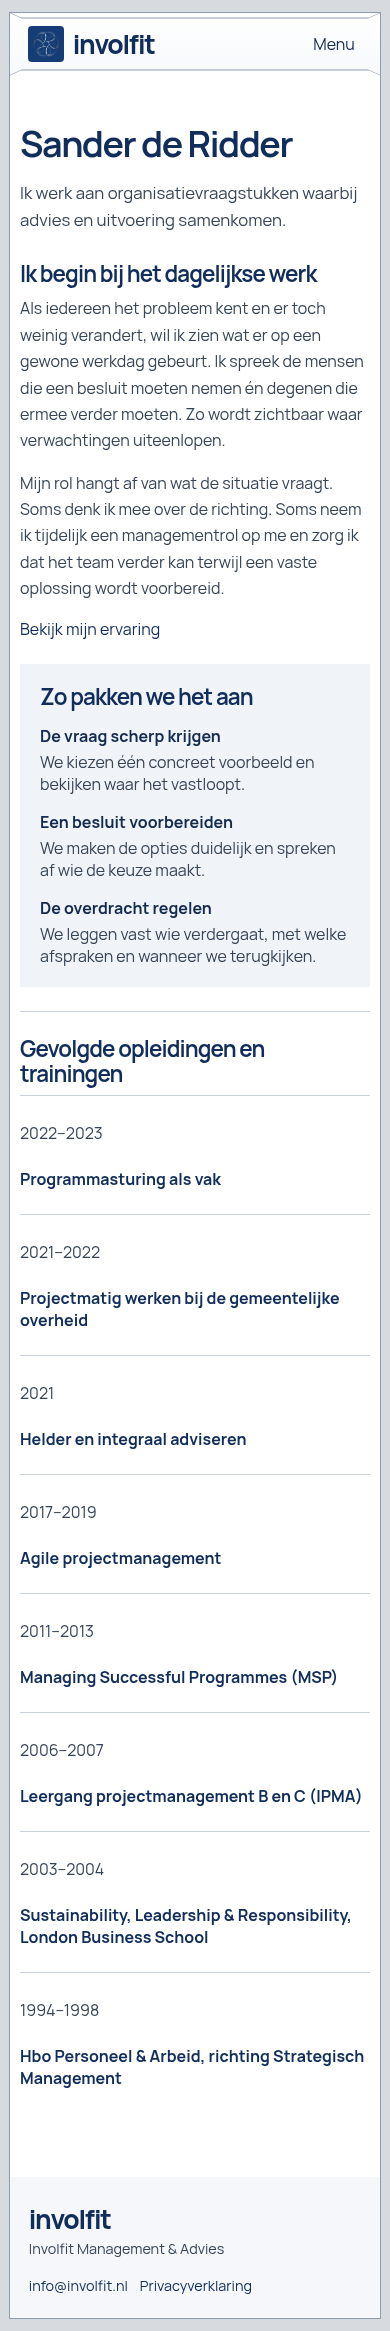 involfit
Menu
Sander de Ridder
Ik werk aan organisatievraagstukken waarbij
advies en uitvoering samenkomen.
Ik begin bij het dagelijkse werk
Als iedereen het probleem kent en er toch
weinig verandert, wil ik zien wat er op een
gewone werkdag gebeurt. Ik spreek de mensen
die een besluit moeten nemen én degenen die
ermee verder moeten. Zo wordt zichtbaar waar
verwachtingen uiteenlopen.
Mijn rol hangt af van wat de situatie vraagt.
Soms denk ik mee over de richting. Soms neem
ik tijdelijk een managementrol op me en zorg ik
dat het team verder kan terwijl een vaste
oplossing wordt voorbereid.
Bekijk mijn ervaring
Zo pakken we het aan
De vraag scherp krijgen
We kiezen één concreet voorbeeld en
bekijken waar het vastloopt.
Een besluit voorbereiden
We maken de opties duidelijk en spreken
af wie de keuze maakt.
De overdracht regelen
We leggen vast wie verdergaat, met welke
afspraken en wanneer we terugkijken.
Gevolgde opleidingen en
trainingen
2022–2023
Programmasturing als vak
2021–2022
Projectmatig werken bij de gemeentelijke
overheid
2021
Helder en integraal adviseren
2017–2019
Agile projectmanagement
2011–2013
Managing Successful Programmes (MSP)
2006–2007
Leergang projectmanagement B en C (IPMA)
2003–2004
Sustainability, Leadership & Responsibility,
London Business School
1994–1998
Hbo Personeel & Arbeid, richting Strategisch
Management
involfit
Involfit Management & Advies
info@involfit.nl Privacyverklaring